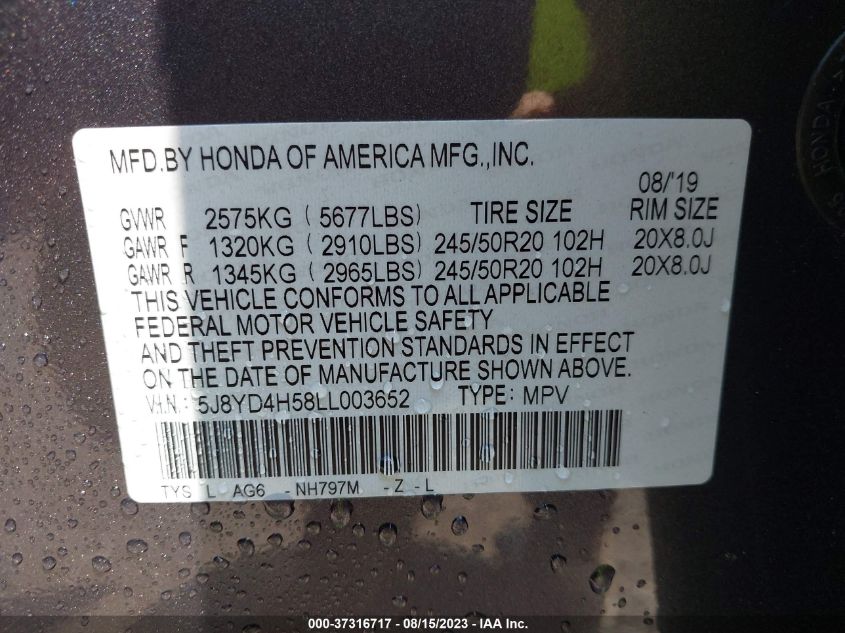 HONDA
MFD.BY HONDA OF AMERICA MFG.,INC.
08/'19
GVWR 2575KG (5677LBS) TIRE SIZE RIM SIZE
GAWR F 1320KG (2910LBS) 245/50R20 102H 20X8.0J
GAWR R 1345KG (2965LBS) 245/50R20 102H 20X8.0J
THIS VEHICLE CONFORMS TO ALL APPLICABLE
FEDERAL MOTOR VEHICLE SAFETY
AND THEFT PREVENTION STANDARDS IN EFFECT
ON THE DATE OF MANUFACTURE SHOWN ABOVE.
V.I.N.: 5J8YD4H58LL003652 TYPE: MPV
TYS L AG6 -NH797M -Z -L
000-37316717 - 08/15/2023 - IAA Inc.